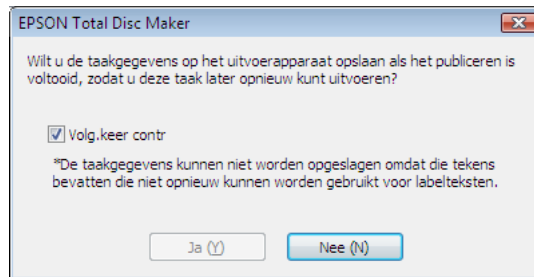 EPSON Total Disc Maker
Wilt u de taakgegevens op het uitvoerapparaat opslaan als het publiceren is
voltooid, zodat u deze taak later opnieuw kunt uitvoeren?
Volg.keer contr
*De taakgegevens kunnen niet worden opgeslagen omdat die tekens
bevatten die niet opnieuw kunnen worden gebruikt voor labelteksten.
Ja (Y)
Nee (N)